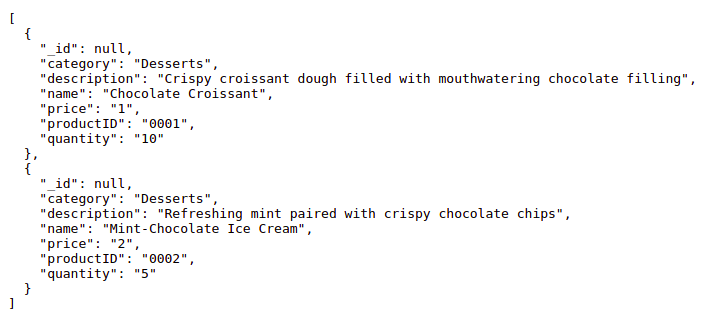 [
  {
    "_id": null,
    "category": "Desserts",
    "description": "Crispy croissant dough filled with mouthwatering chocolate filling",
    "name": "Chocolate Croissant",
    "price": "1",
    "productID": "0001",
    "quantity": "10"
  },
  {
    "_id": null,
    "category": "Desserts",
    "description": "Refreshing mint paired with crispy chocolate chips",
    "name": "Mint-Chocolate Ice Cream",
    "price": "2",
    "productID": "0002",
    "quantity": "5"
  }
]